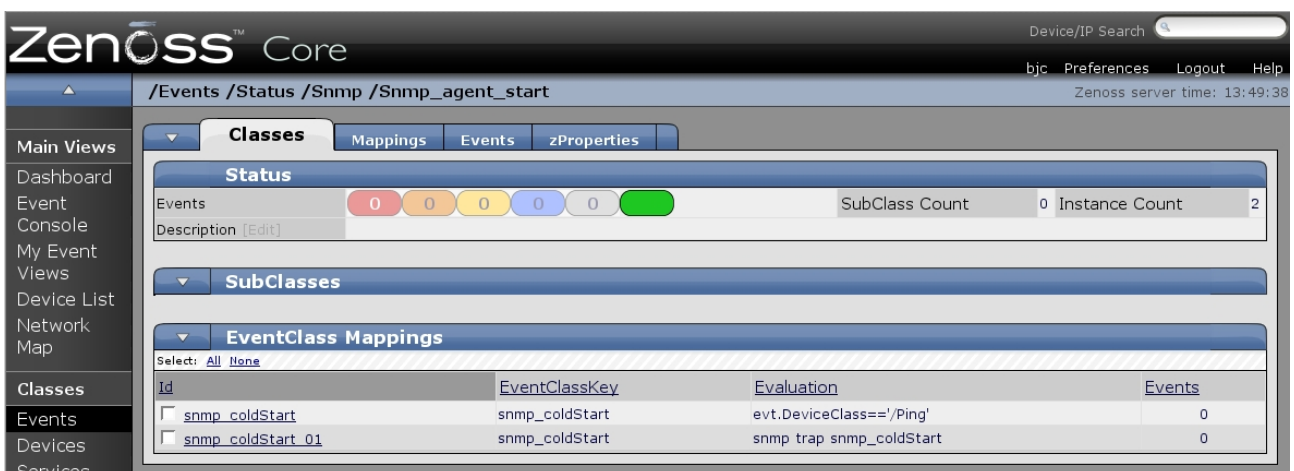 Zenoss™ Core
Device/IP Search
bjc Preferences Logout Help
/Events /Status /Snmp /Snmp_agent_start
Zenoss server time: 13:49:38
Main Views
Dashboard
Event
Console
My Event
Views
Device List
Network
Map
Classes
Events
Devices
Services
Classes Mappings Events zProperties
Status
Events 0 0 0 0 0 SubClass Count 0 Instance Count 2
Description [Edit]
SubClasses
EventClass Mappings
Select: All None
Id EventClassKey Evaluation Events
snmp_coldStart snmp_coldStart evt.DeviceClass=='/Ping' 0
snmp_coldStart_01 snmp_coldStart snmp trap snmp_coldStart 0